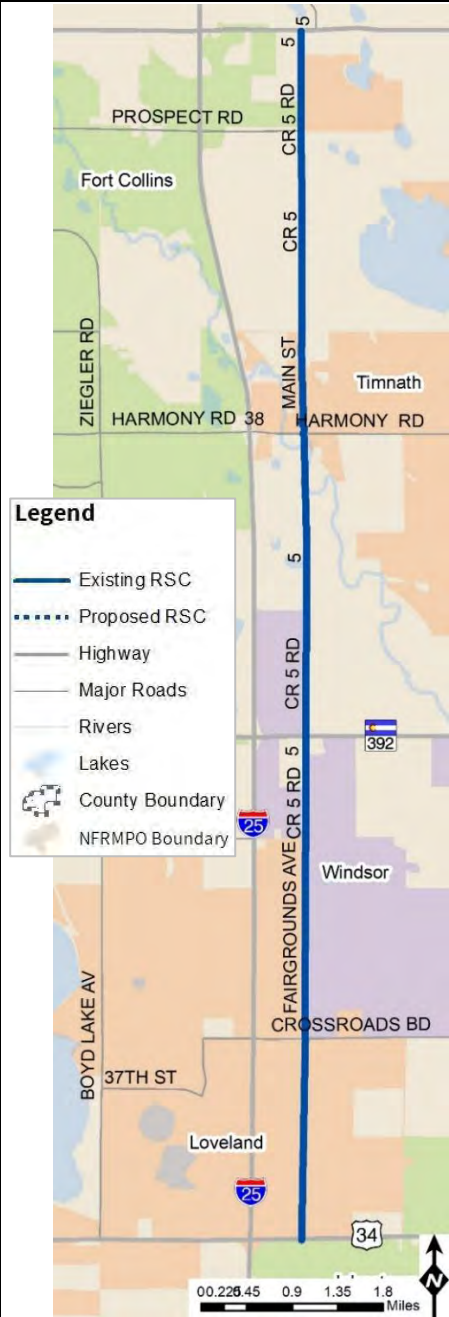 5
5
CR 5 RD
PROSPECT RD
Fort Collins
CR 5
ZIEGLER RD
MAIN ST
Timnath
HARMONY RD 38
HARMONY RD
Legend
Existing RSC
Proposed RSC
Highway
Major Roads
Rivers
Lakes
County Boundary
NFRMPO Boundary
5
CR 5 RD
392
5
CR 5 RD
25
Windsor
FAIRGROUNDS AVE
CROSSROADS BD
BOYD LAKE AV
37TH ST
Loveland
25
34
N
00.2250.45 0.9 1.35 1.8
Miles